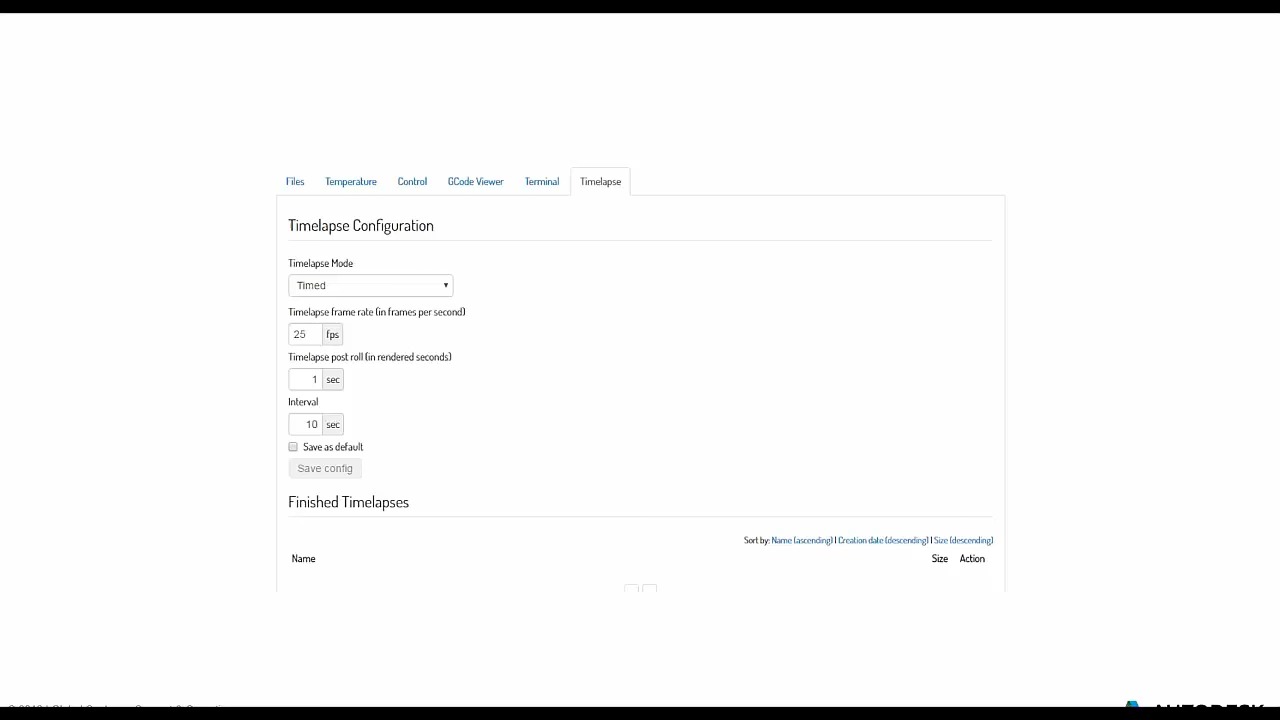 Files Temperature Control GCode Viewer Terminal Timelapse
Timelapse Configuration
Timelapse Mode
Timed
Timelapse frame rate (in frames per second)
25 fps
Timelapse post roll (in rendered seconds)
1 sec
Interval
10 sec
Save as default
Save config
Finished Timelapses
Sort by: Name (ascending) | Creation date (descending) | Size (descending)
Name Size Action
AUTODESK